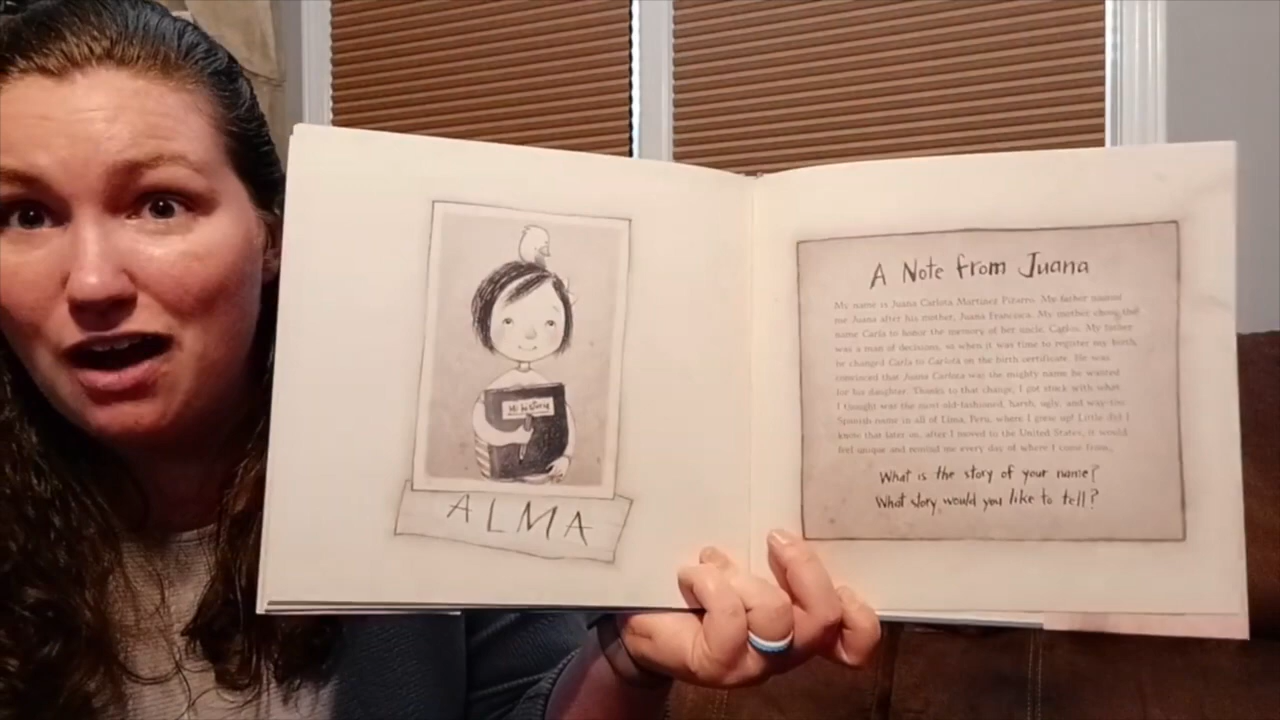 Mi history
ALMA
A Note from Juana
My name is Juana Carlota Martinez Pizarro. My father named
me Juana after his mother, Juana Francisca. My mother chose the
name Carla to honor the memory of her uncle, Carlos. My father
was a man of decisions, so when it was time to register my birth,
he changed Carla to Carlota on the birth certificate. He was
convinced that Juana Carlota was the mighty name he wanted
for his daughter. Thanks to that change, I got stuck with what
I thought was the most old-fashioned, harsh, ugly, and way-too-
Spanish name in all of Lima, Peru, where I grew up! Little did I
know that later on, after I moved to the United States, it would
feel unique and remind me every day of where I come from.
What is the story of your name?
What story would you like to tell?